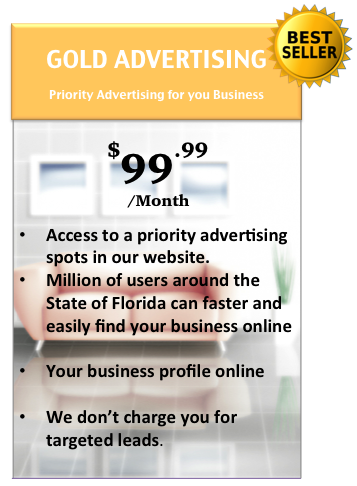 BEST
SELLER
GOLD ADVERTISING
Priority Advertising for you Business
$99.99
/Month
• Access to a priority advertising
spots in our website.
• Million of users around the
State of Florida can faster and
easily find your business online
• Your business profile online
• We don’t charge you for
targeted leads.